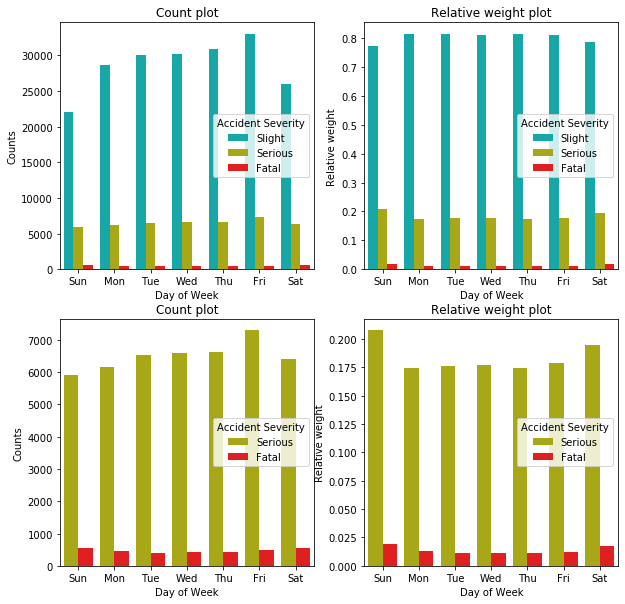 Count plot
30000
25000
20000
15000
10000
5000
0
Counts
Accident Severity
Slight
Serious
Fatal
Sun Mon Tue Wed Thu Fri Sat
Day of Week
Relative weight plot
0.8
0.7
0.6
0.5
0.4
0.3
0.2
0.1
0.0
Relative weight
Accident Severity
Slight
Serious
Fatal
Sun Mon Tue Wed Thu Fri Sat
Day of Week
Count plot
7000
6000
5000
4000
3000
2000
1000
0
Counts
Accident Severity
Serious
Fatal
Sun Mon Tue Wed Thu Fri Sat
Day of Week
Relative weight plot
0.200
0.175
0.150
0.125
0.100
0.075
0.050
0.025
0.000
Relative weight
Accident Severity
Serious
Fatal
Sun Mon Tue Wed Thu Fri Sat
Day of Week